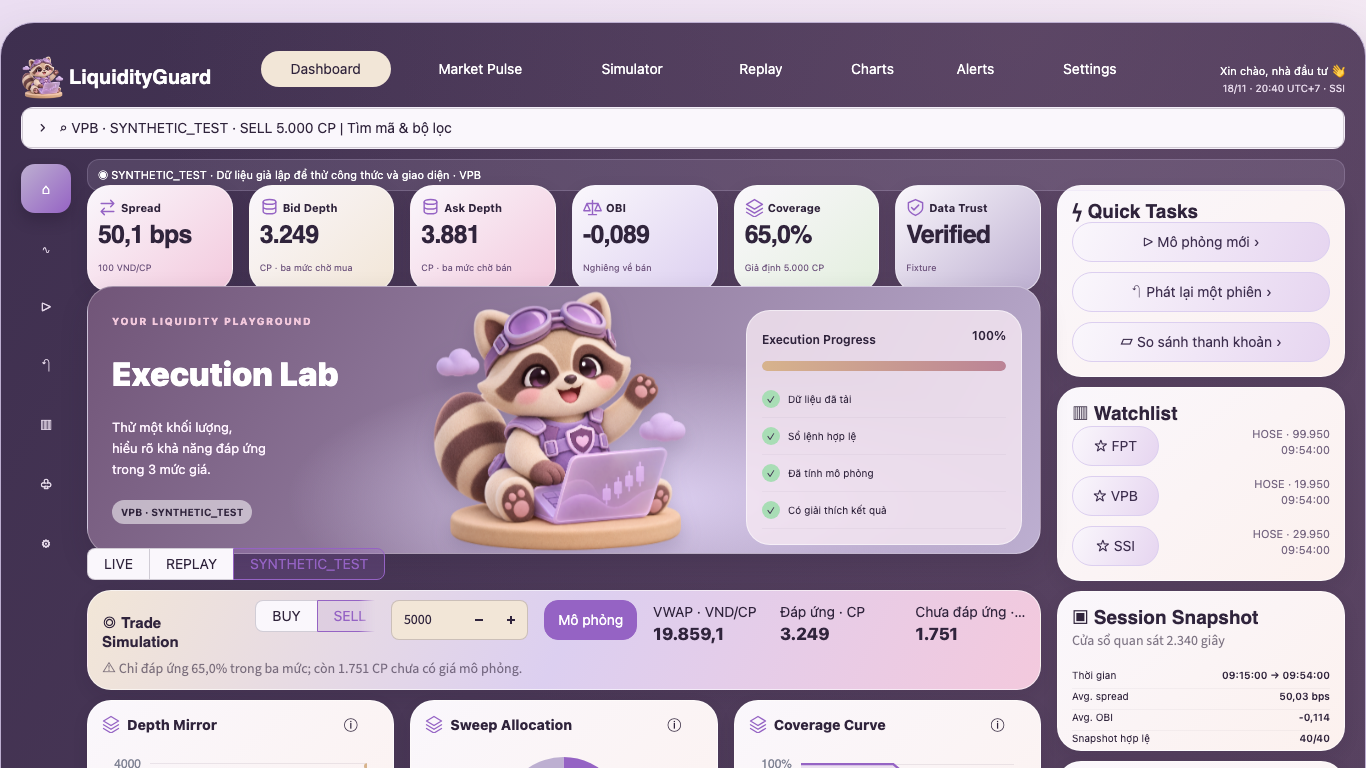 LiquidityGuard
Dashboard
Market Pulse
Simulator
Replay
Charts
Alerts
Settings
Xin chào, nhà đầu tư 👋
18/11 · 20:40 UTC+7 · SSI
VPB · SYNTHETIC_TEST · SELL 5.000 CP | Tìm mã & bộ lọc
SYNTHETIC_TEST · Dữ liệu giả lập để thử công thức và giao diện · VPB
Spread
50,1 bps
100 VND/CP
Bid Depth
3.249
CP · ba mức chờ mua
Ask Depth
3.881
CP · ba mức chờ bán
OBI
-0,089
Nghiêng về bán
Coverage
65,0%
Giả định 5.000 CP
Data Trust
Verified
Fixture
YOUR LIQUIDITY PLAYGROUND
Execution Lab
Thử một khối lượng,
hiểu rõ khả năng đáp ứng
trong 3 mức giá.
VPB · SYNTHETIC_TEST
Execution Progress
100%
Dữ liệu đã tải
Sổ lệnh hợp lệ
Đã tính mô phỏng
Có giải thích kết quả
Quick Tasks
Mô phỏng mới ›
Phát lại một phiên ›
So sánh thanh khoản ›
Watchlist
☆ FPT
HOSE · 99.950
09:54:00
☆ VPB
HOSE · 19.950
09:54:00
☆ SSI
HOSE · 29.950
09:54:00
LIVE
REPLAY
SYNTHETIC_TEST
Trade
Simulation
BUY
SELL
5000
− +
Mô phỏng
VWAP · VND/CP
19.859,1
Đáp ứng · CP
3.249
Chưa đáp ứng ·...
1.751
⚠ Chỉ đáp ứng 65,0% trong ba mức; còn 1.751 CP chưa có giá mô phỏng.
Session Snapshot
Cửa sổ quan sát 2.340 giây
Thời gian 09:15:00 → 09:54:00
Avg. spread 50,03 bps
Avg. OBI -0,114
Snapshot hợp lệ 40/40
Depth Mirror
4000
Sweep Allocation
Coverage Curve
100%